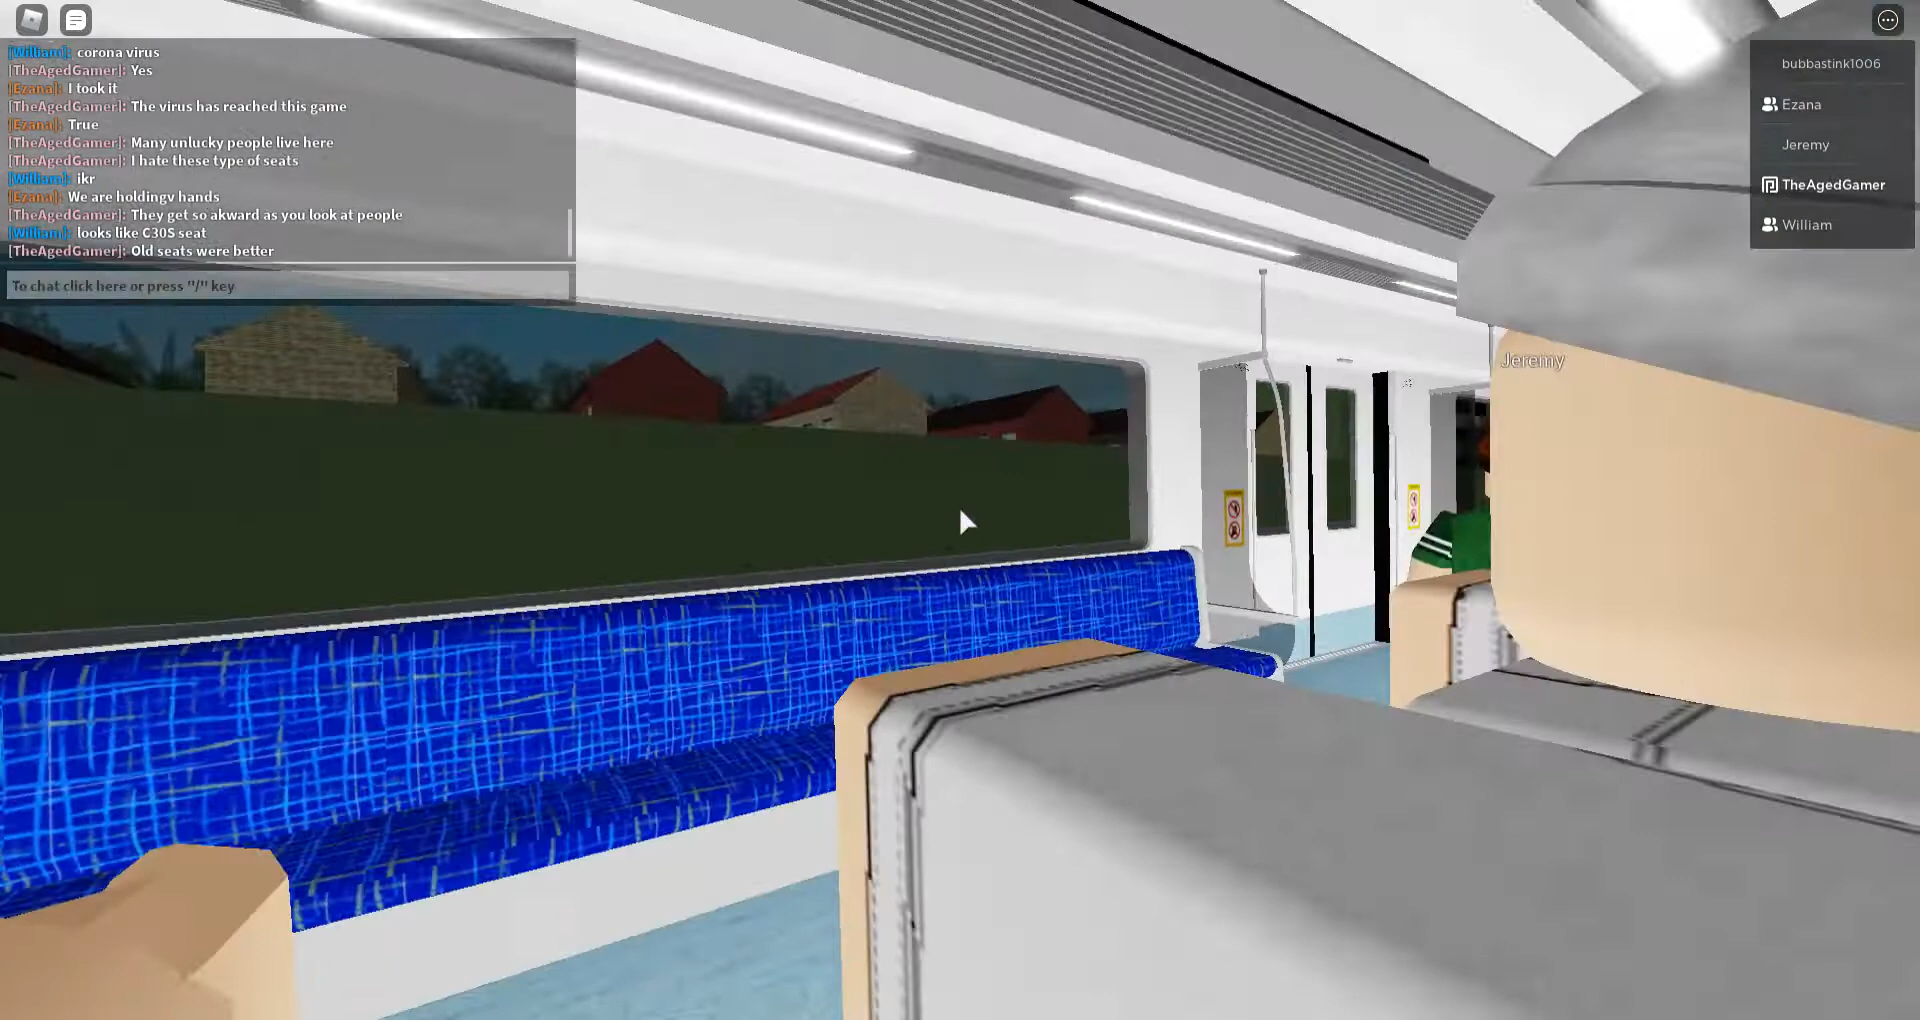 [William]: corona virus
[TheAgedGamer]: Yes
[Ezana]: I took it
[TheAgedGamer]: The virus has reached this game
[Ezana]: True
[TheAgedGamer]: Many unlucky people live here
[TheAgedGamer]: I hate these type of seats
[William]: ikr
[Ezana]: We are holdingv hands
[TheAgedGamer]: They get so akward as you look at people
[William]: looks like C30S seat
[TheAgedGamer]: Old seats were better
To chat click here or press "/" key
bubbastink1006
Ezana
Jeremy
TheAgedGamer
William
Jeremy